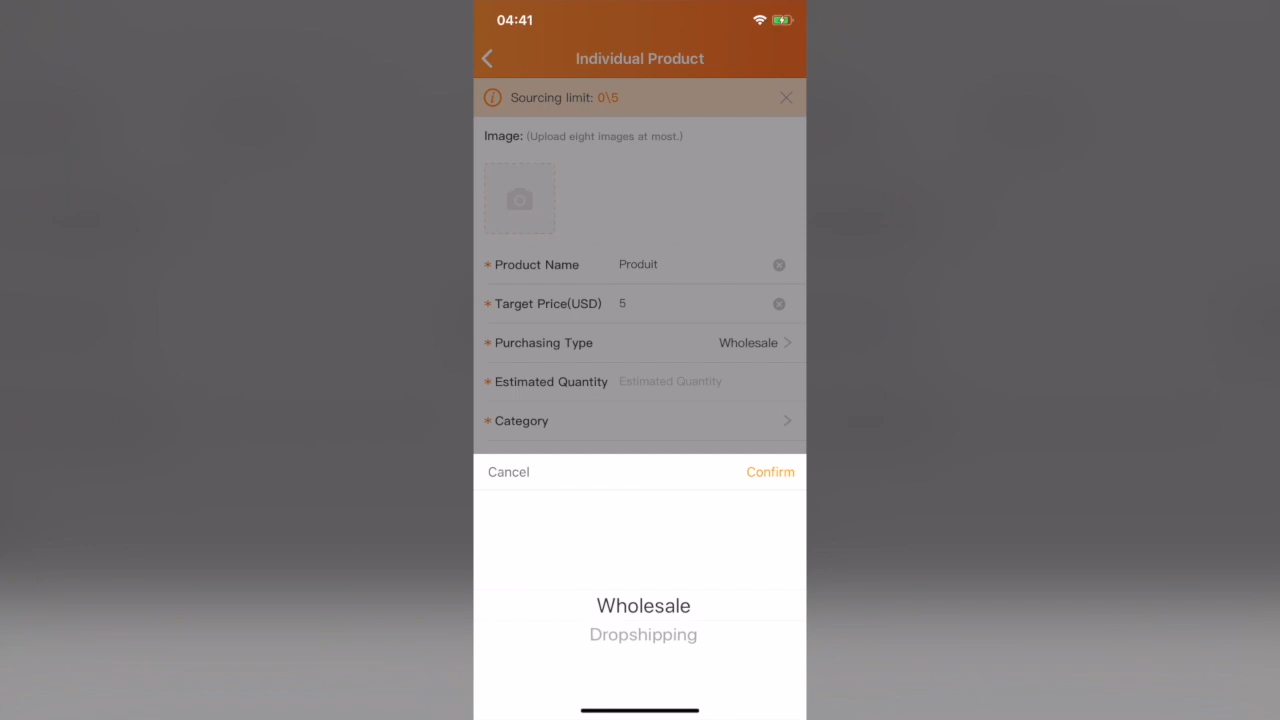 04:41
Individual Product
Sourcing limit: 0\5
Image: (Upload eight images at most.)
* Product Name Produit
* Target Price(USD) 5
* Purchasing Type Wholesale
* Estimated Quantity Estimated Quantity
* Category
Cancel Confirm
Wholesale
Dropshipping